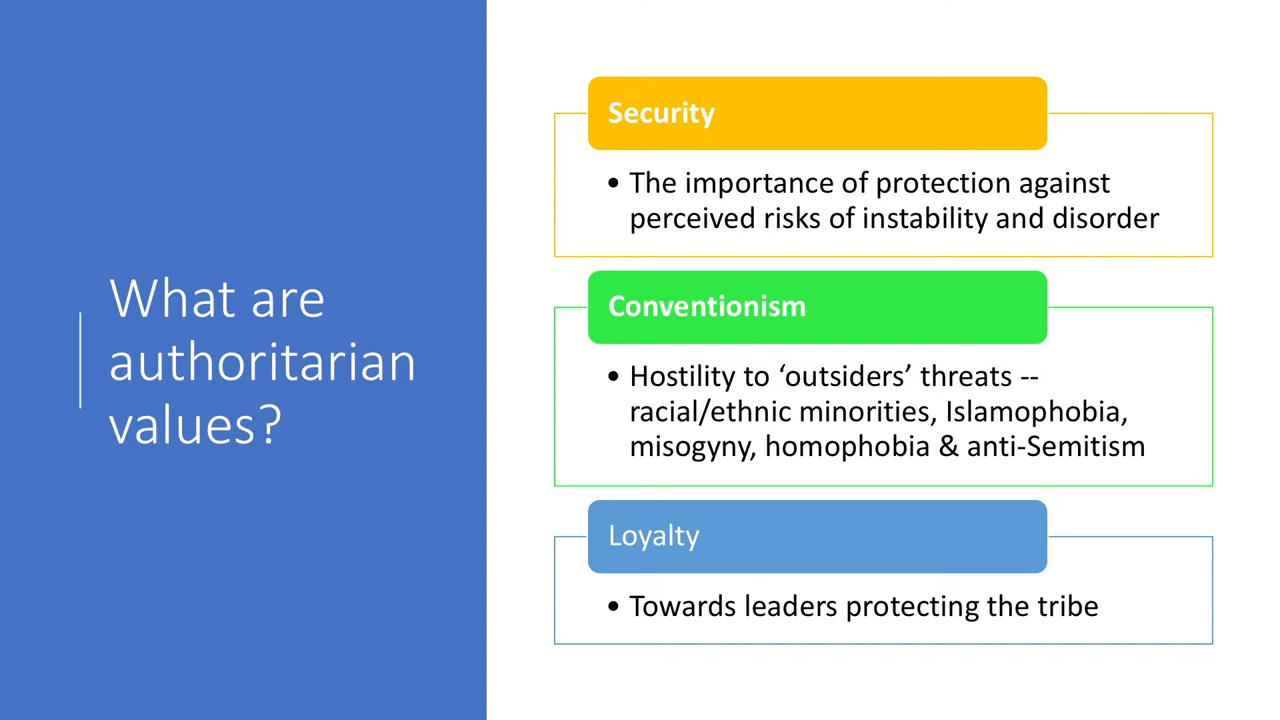 What are
authoritarian
values?
Security
• The importance of protection against
perceived risks of instability and disorder
Conventionism
• Hostility to ‘outsiders’ threats --
racial/ethnic minorities, Islamophobia,
misogyny, homophobia & anti-Semitism
Loyalty
• Towards leaders protecting the tribe